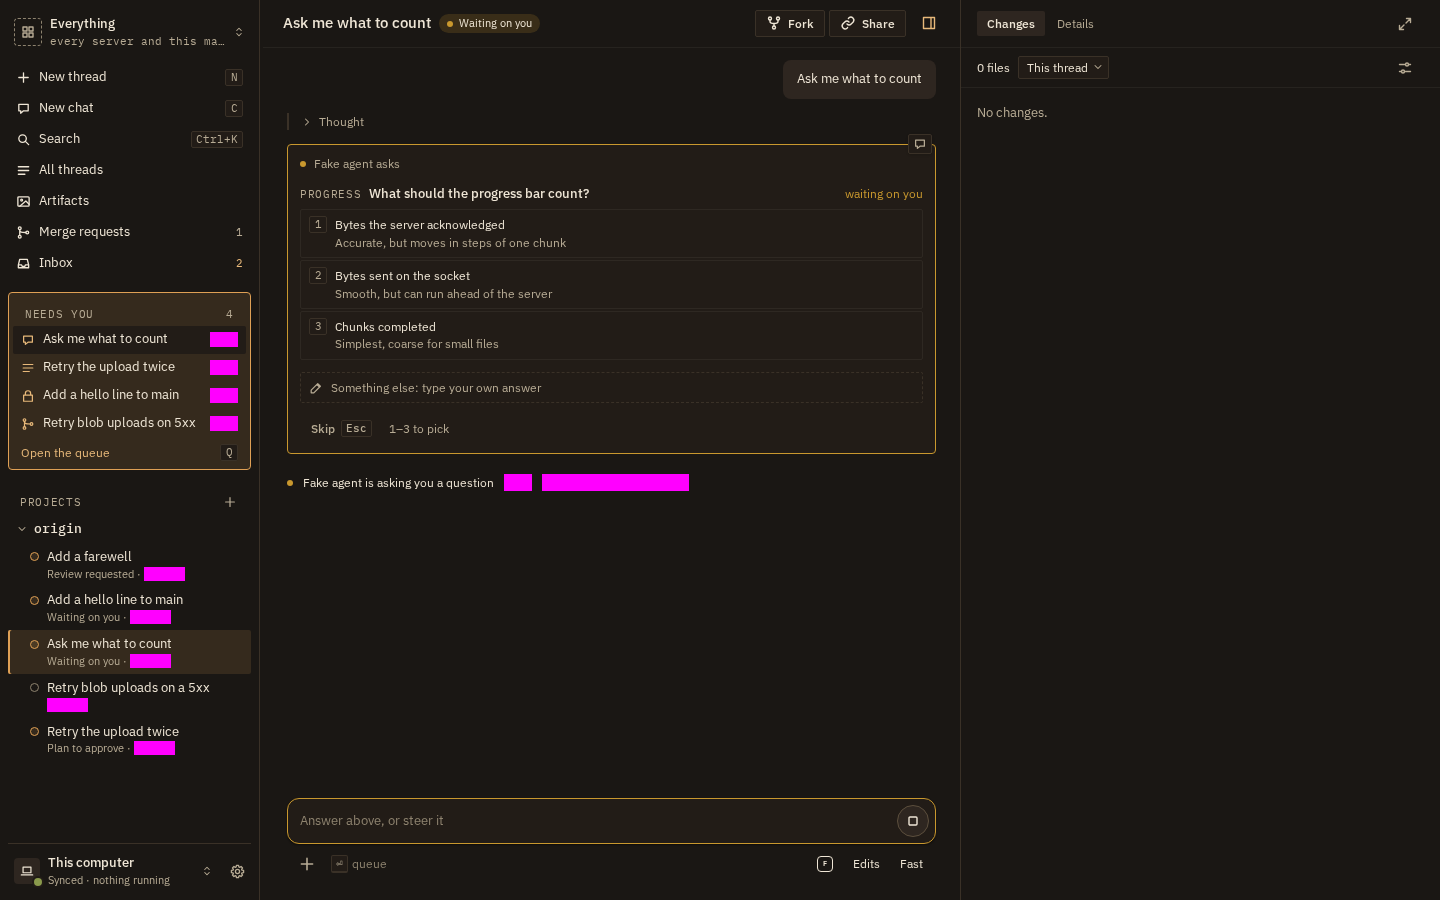 Everything
every server and this ma…
New thread N
New chat C
Search Ctrl+K
All threads
Artifacts
Merge requests 1
Inbox 2
NEEDS YOU 4
Ask me what to count
Retry the upload twice
Add a hello line to main
Retry blob uploads on 5xx
Open the queue Q
PROJECTS
origin
Add a farewell
Review requested ·
Add a hello line to main
Waiting on you ·
Ask me what to count
Waiting on you ·
Retry blob uploads on a 5xx
Retry the upload twice
Plan to approve ·
This computer
Synced · nothing running
Ask me what to count Waiting on you Fork Share
Ask me what to count
Thought
Fake agent asks
PROGRESS What should the progress bar count? waiting on you
1 Bytes the server acknowledged
Accurate, but moves in steps of one chunk
2 Bytes sent on the socket
Smooth, but can run ahead of the server
3 Chunks completed
Simplest, coarse for small files
Something else: type your own answer
Skip Esc 1–3 to pick
Fake agent is asking you a question
Answer above, or steer it
queue F Edits Fast
Changes Details
0 files This thread
No changes.